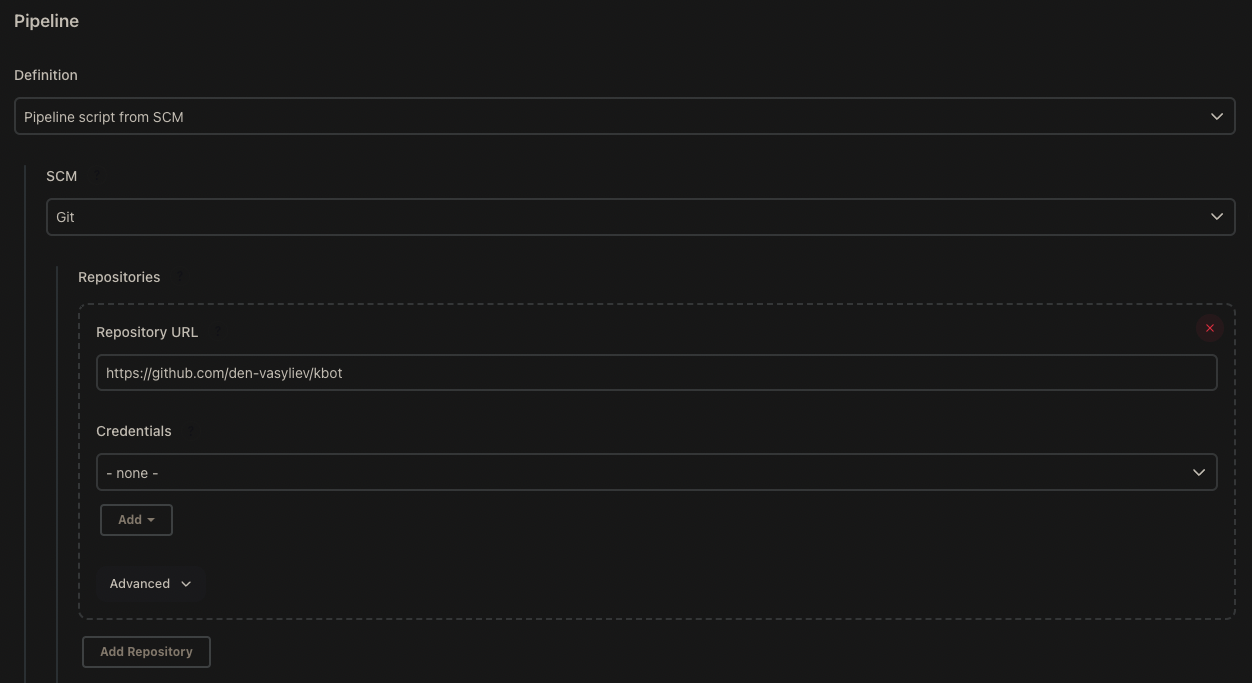 Pipeline
Definition
Pipeline script from SCM
SCM ?
Git
Repositories ?
Repository URL ?
https://github.com/den-vasyliev/kbot
Credentials ?
- none -
Add
Advanced
Add Repository